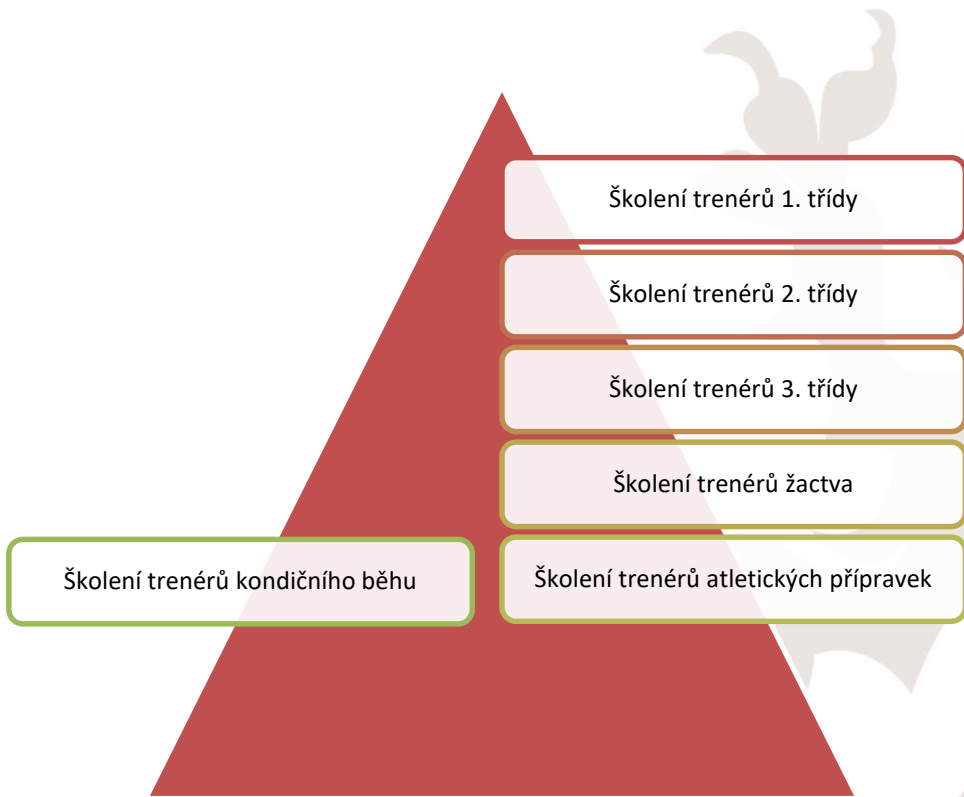 Školení trenérů 1. třídy
Školení trenérů 2. třídy
Školení trenérů 3. třídy
Školení trenérů žactva
Školení trenérů kondičního běhu
Školení trenérů atletických přípravek